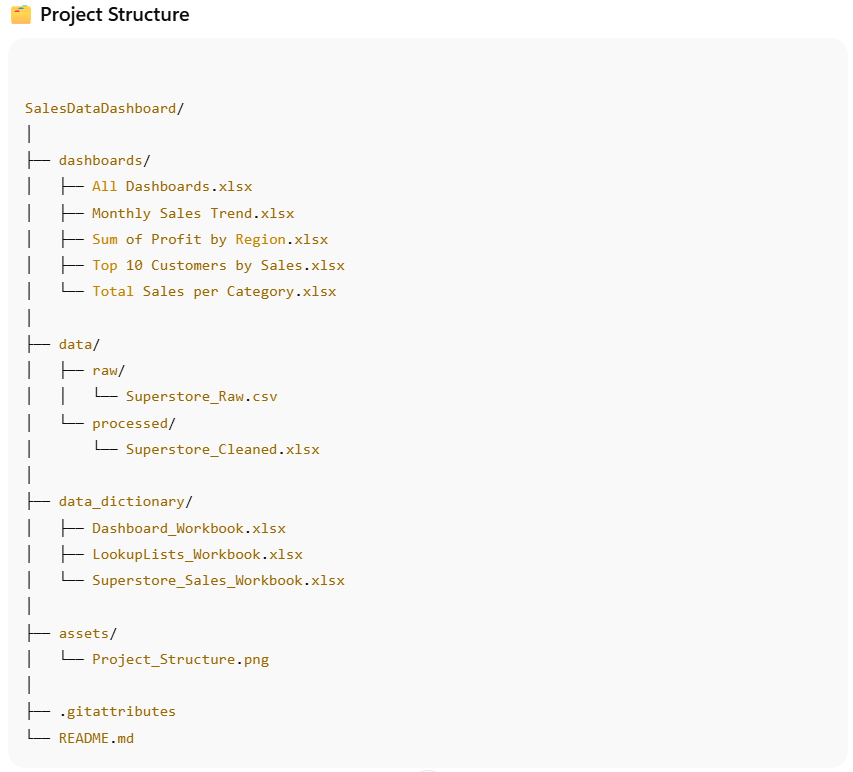 🗂️ Project Structure
SalesDataDashboard/
│
├── dashboards/
│   ├── All Dashboards.xlsx
│   ├── Monthly Sales Trend.xlsx
│   ├── Sum of Profit by Region.xlsx
│   ├── Top 10 Customers by Sales.xlsx
│   └── Total Sales per Category.xlsx
│
├── data/
│   ├── raw/
│   │   └── Superstore_Raw.csv
│   └── processed/
│       └── Superstore_Cleaned.xlsx
│
├── data_dictionary/
│   ├── Dashboard_Workbook.xlsx
│   ├── LookupLists_Workbook.xlsx
│   └── Superstore_Sales_Workbook.xlsx
│
├── assets/
│   └── Project_Structure.png
│
├── .gitattributes
└── README.md